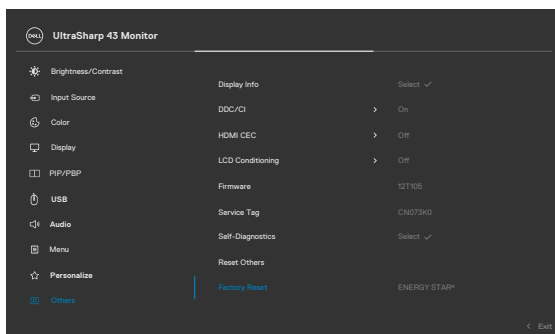 DELL UltraSharp 43 Monitor
Brightness/Contrast
Input Source
Color
Display
PIP/PBP
USB
Audio
Menu
Personalize
Others
Display Info Select ✓
DDC/CI > On
HDMI CEC > Off
LCD Conditioning > Off
Firmware 12T105
Service Tag CN073K0
Self-Diagnostics Select ✓
Reset Others
Factory Reset ENERGY STAR®
< Exit